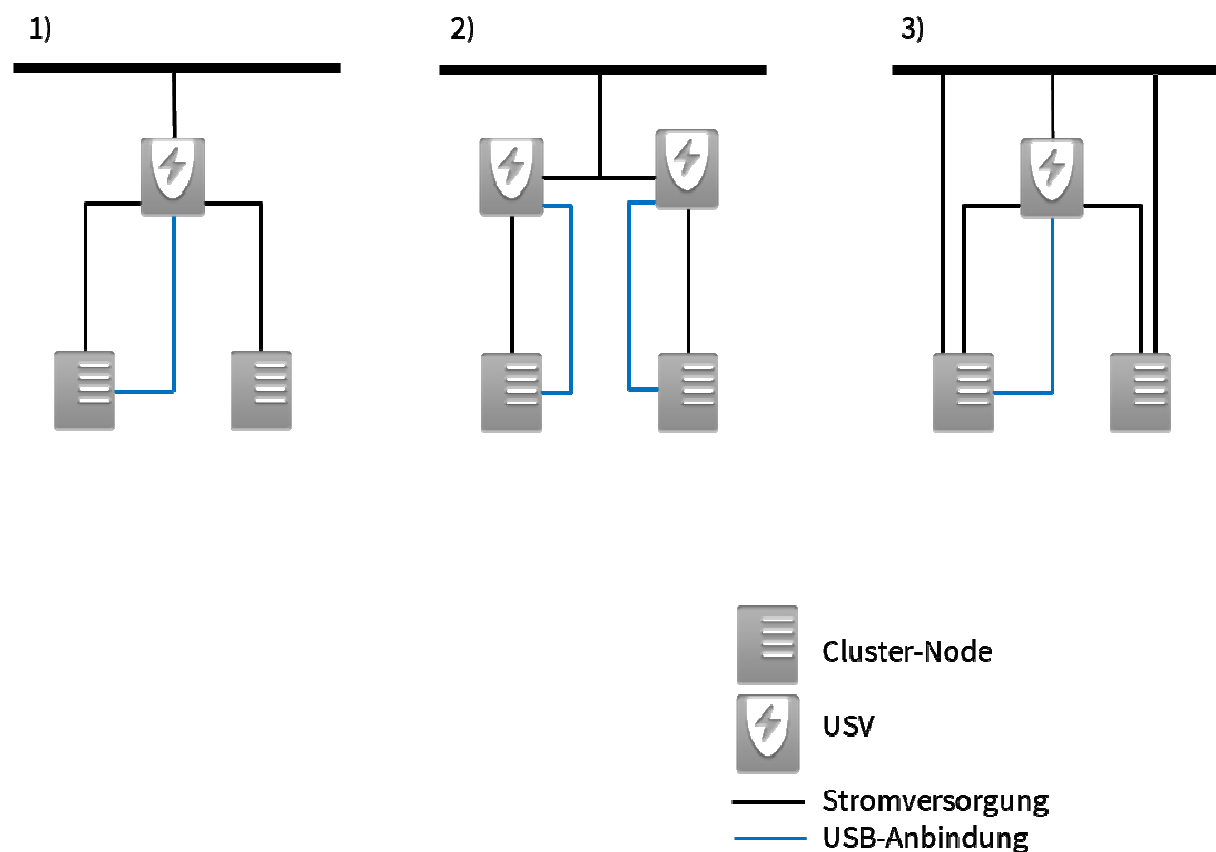 1)
2)
3)
Cluster-Node
USV
Stromversorgung
USB-Anbindung